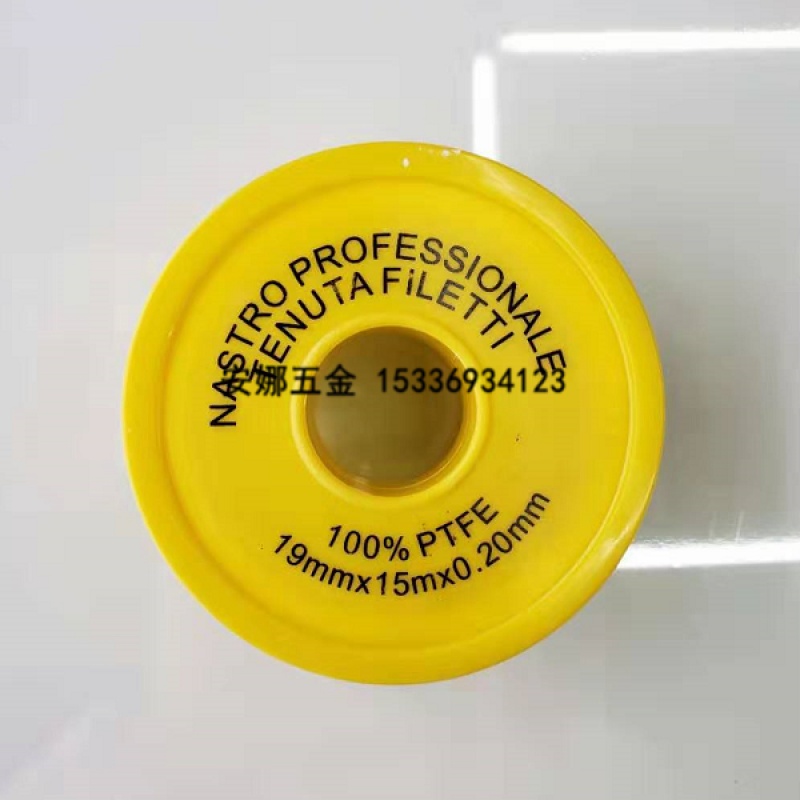 NASTRO PROFESSIONALE
TENUTA FiLETTI
安娜五金 15336934123
100% PTFE
19mmx15mx0.20mm